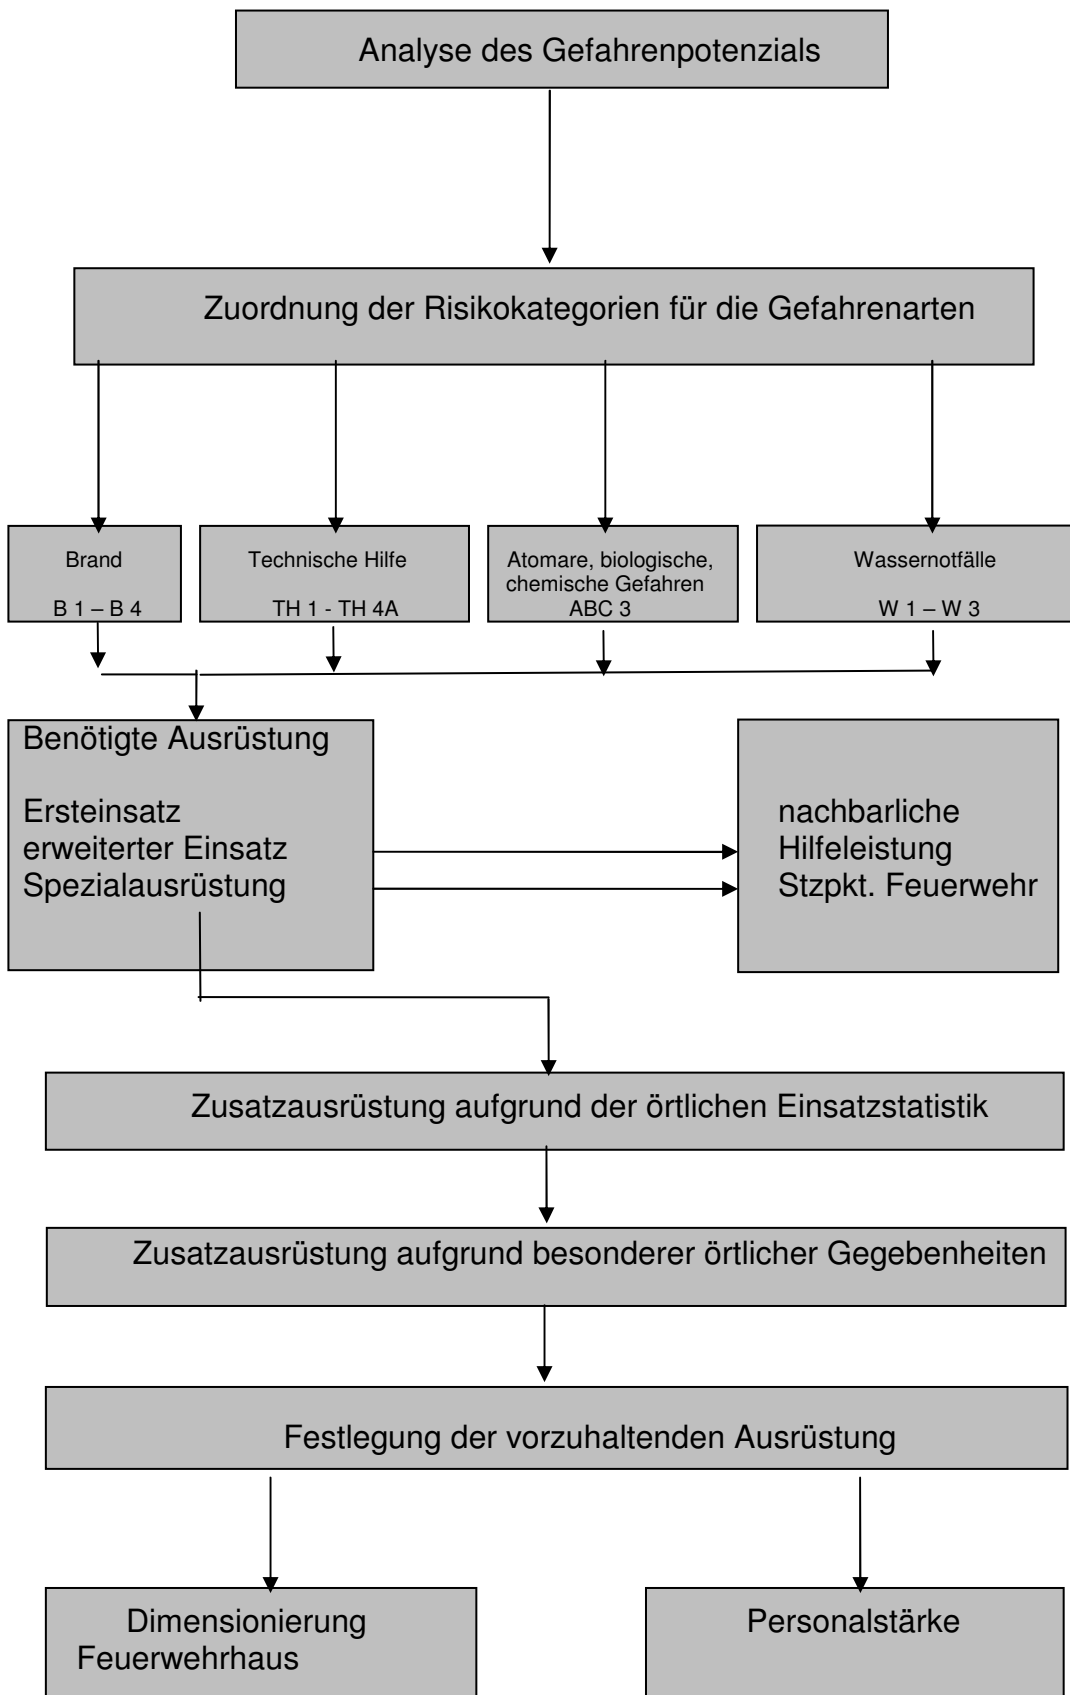 Analyse des Gefahrenpotenzials
Zuordnung der Risikokategorien für die Gefahrenarten
Brand
B 1 – B 4
Technische Hilfe
TH 1 - TH 4A
Atomare, biologische,
chemische Gefahren
ABC 3
Wassernotfälle
W 1 – W 3
Benötigte Ausrüstung
Ersteinsatz
erweiterter Einsatz
Spezialausrüstung
nachbarliche
Hilfeleistung
Stzpkt. Feuerwehr
Zusatzausrüstung aufgrund der örtlichen Einsatzstatistik
Zusatzausrüstung aufgrund besonderer örtlicher Gegebenheiten
Festlegung der vorzuhaltenden Ausrüstung
Dimensionierung
Feuerwehrhaus
Personalstärke